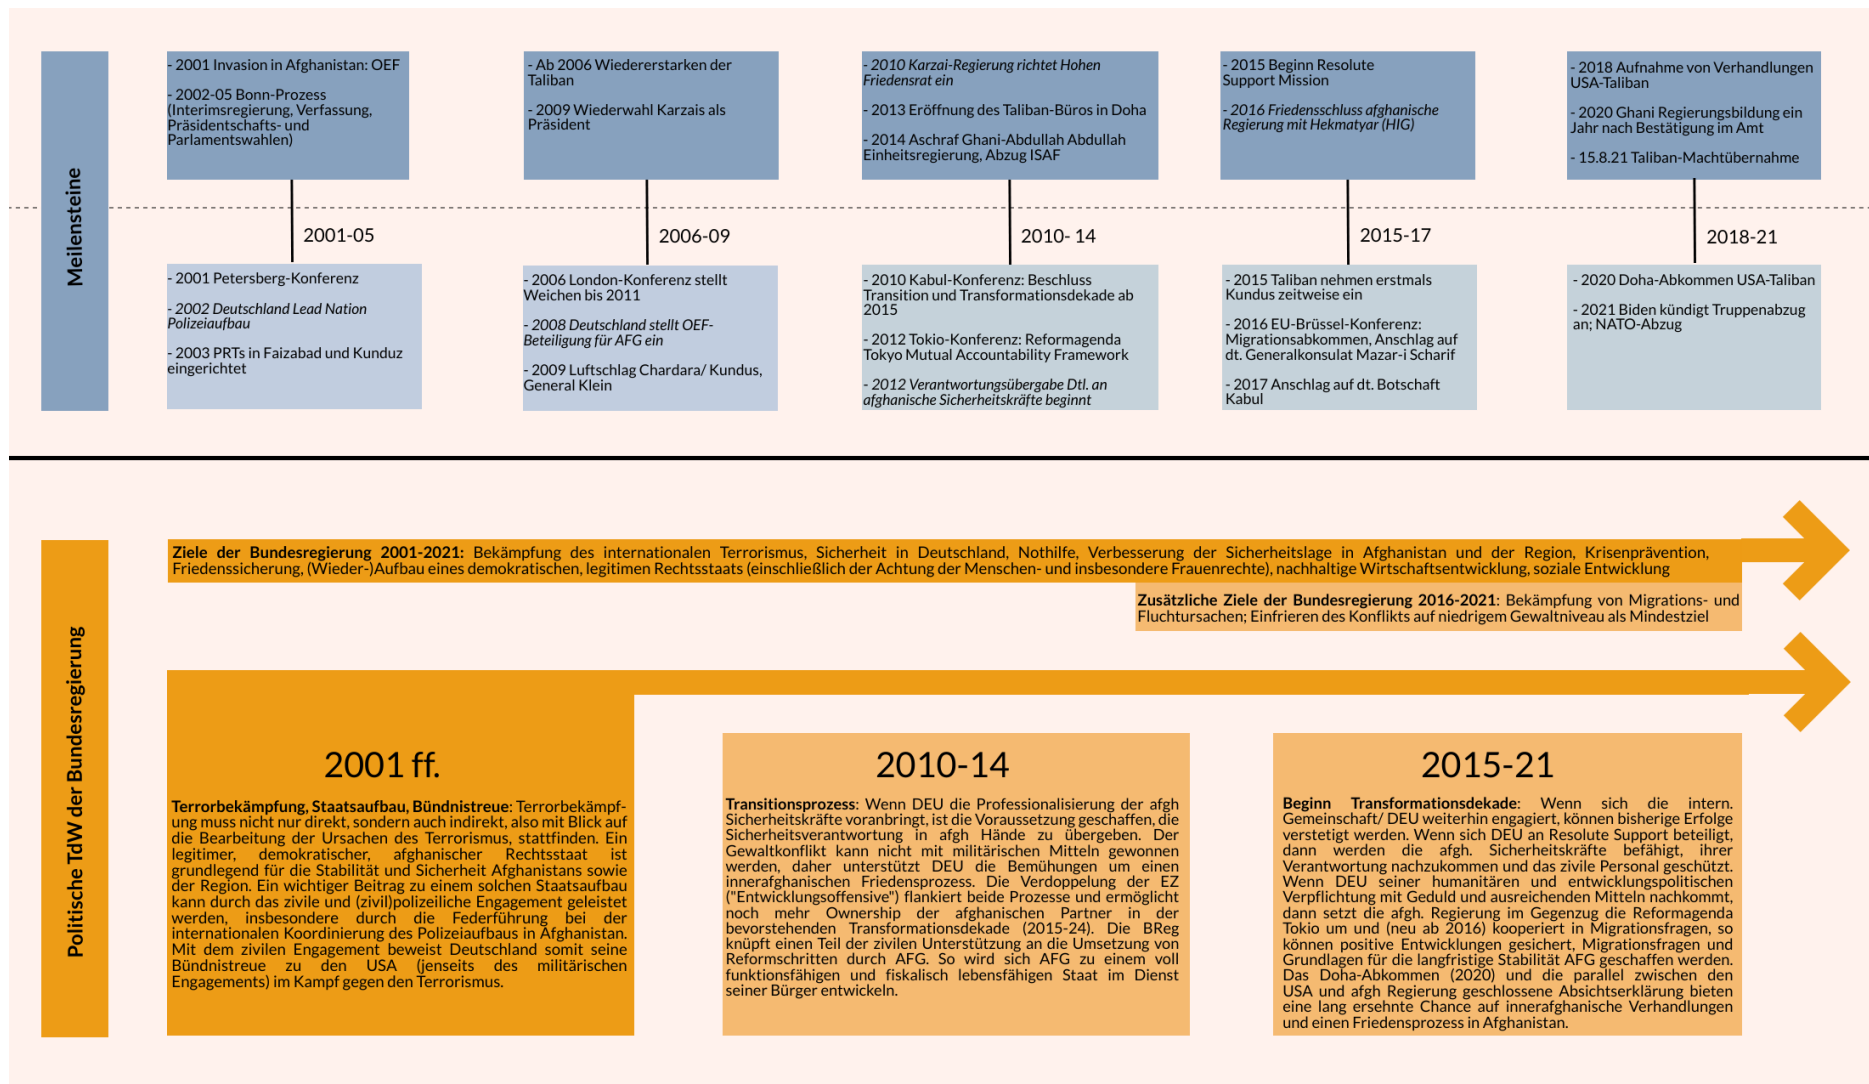 Meilensteine
- 2001 Invasion in Afghanistan: OEF
- 2002-05 Bonn-Prozess
(Interimsregierung, Verfassung,
Präsidentschafts- und
Parlamentswahlen)
- Ab 2006 Wiedererstarken der
Taliban
- 2009 Wiederwahl Karzais als
Präsident
- 2010 Karzai-Regierung richtet Hohen
Friedensrat ein
- 2013 Eröffnung des Taliban-Büros in Doha
- 2014 Aschraf Ghani-Abdullah Abdullah
Einheitsregierung, Abzug ISAF
- 2015 Beginn Resolute
Support Mission
- 2016 Friedensschluss afghanische
Regierung mit Hekmatyar (HIG)
- 2018 Aufnahme von Verhandlungen
USA-Taliban
- 2020 Ghani Regierungsbildung ein
Jahr nach Bestätigung im Amt
- 15.8.21 Taliban-Machtübernahme
2001-05
2006-09
2010- 14
2015-17
2018-21
- 2001 Petersberg-Konferenz
- 2002 Deutschland Lead Nation
Polizeiaufbau
- 2003 PRTs in Faizabad und Kunduz
eingerichtet
- 2006 London-Konferenz stellt
Weichen bis 2011
- 2008 Deutschland stellt OEF-
Beteiligung für AFG ein
- 2009 Luftschlag Chardara/ Kundus,
General Klein
- 2010 Kabul-Konferenz: Beschluss
Transition und Transformationsdekade ab
2015
- 2012 Tokio-Konferenz: Reformagenda
Tokyo Mutual Accountability Framework
- 2012 Verantwortungsübergabe Dtl. an
afghanische Sicherheitskräfte beginnt
- 2015 Taliban nehmen erstmals
Kundus zeitweise ein
- 2016 EU-Brüssel-Konferenz:
Migrationsabkommen, Anschlag auf
dt. Generalkonsulat Mazar-i Scharif
- 2017 Anschlag auf dt. Botschaft
Kabul
- 2020 Doha-Abkommen USA-Taliban
- 2021 Biden kündigt Truppenabzug
an; NATO-Abzug
Politische TdW der Bundesregierung
Ziele der Bundesregierung 2001-2021: Bekämpfung des internationalen Terrorismus, Sicherheit in Deutschland, Nothilfe, Verbesserung der Sicherheitslage in Afghanistan und der Region, Krisenprävention,
Friedenssicherung, (Wieder-)Aufbau eines demokratischen, legitimen Rechtsstaats (einschließlich der Achtung der Menschen- und insbesondere Frauenrechte), nachhaltige Wirtschaftsentwicklung, soziale Entwicklung
Zusätzliche Ziele der Bundesregierung 2016-2021: Bekämpfung von Migrations- und
Fluchtursachen; Einfrieren des Konflikts auf niedrigem Gewaltniveau als Mindestziel
2001 ff.
Terrorbekämpfung, Staatsaufbau, Bündnistreue: Terrorbekämpf-
ung muss nicht nur direkt, sondern auch indirekt, also mit Blick auf
die Bearbeitung der Ursachen des Terrorismus, stattfinden. Ein
legitimer, demokratischer, afghanischer Rechtsstaat ist
grundlegend für die Stabilität und Sicherheit Afghanistans sowie
der Region. Ein wichtiger Beitrag zu einem solchen Staatsaufbau
kann durch das zivile und (zivil)polizeiliche Engagement geleistet
werden, insbesondere durch die Federführung bei der
internationalen Koordinierung des Polizeiaufbaus in Afghanistan.
Mit dem zivilen Engagement beweist Deutschland somit seine
Bündnistreue zu den USA (jenseits des militärischen
Engagements) im Kampf gegen den Terrorismus.
2010-14
Transitionsprozess: Wenn DEU die Professionalisierung der afgh
Sicherheitskräfte voranbringt, ist die Voraussetzung geschaffen, die
Sicherheitsverantwortung in afgh Hände zu übergeben. Der
Gewaltkonflikt kann nicht mit militärischen Mitteln gewonnen
werden, daher unterstützt DEU die Bemühungen um einen
innerafghanischen Friedensprozess. Die Verdoppelung der EZ
("Entwicklungsoffensive") flankiert beide Prozesse und ermöglicht
noch mehr Ownership der afghanischen Partner in der
bevorstehenden Transformationsdekade (2015-24). Die BReg
knüpft einen Teil der zivilen Unterstützung an die Umsetzung von
Reformschritten durch AFG. So wird sich AFG zu einem voll
funktionsfähigen und fiskalisch lebensfähigen Staat im Dienst
seiner Bürger entwickeln.
2015-21
Beginn Transformationsdekade: Wenn sich die intern.
Gemeinschaft/ DEU weiterhin engagiert, können bisherige Erfolge
verstetigt werden. Wenn sich DEU an Resolute Support beteiligt,
dann werden die afgh. Sicherheitskräfte befähigt, ihrer
Verantwortung nachzukommen und das zivile Personal geschützt.
Wenn DEU seiner humanitären und entwicklungspolitischen
Verpflichtung mit Geduld und ausreichenden Mitteln nachkommt,
dann setzt die afgh. Regierung im Gegenzug die Reformagenda
Tokio um und (neu ab 2016) kooperiert in Migrationsfragen, so
können positive Entwicklungen gesichert, Migrationsfragen und
Grundlagen für die langfristige Stabilität AFG geschaffen werden.
Das Doha-Abkommen (2020) und die parallel zwischen den
USA und afgh Regierung geschlossene Absichtserklärung bieten
eine lang ersehnte Chance auf innerafghanische Verhandlungen
und einen Friedensprozess in Afghanistan.